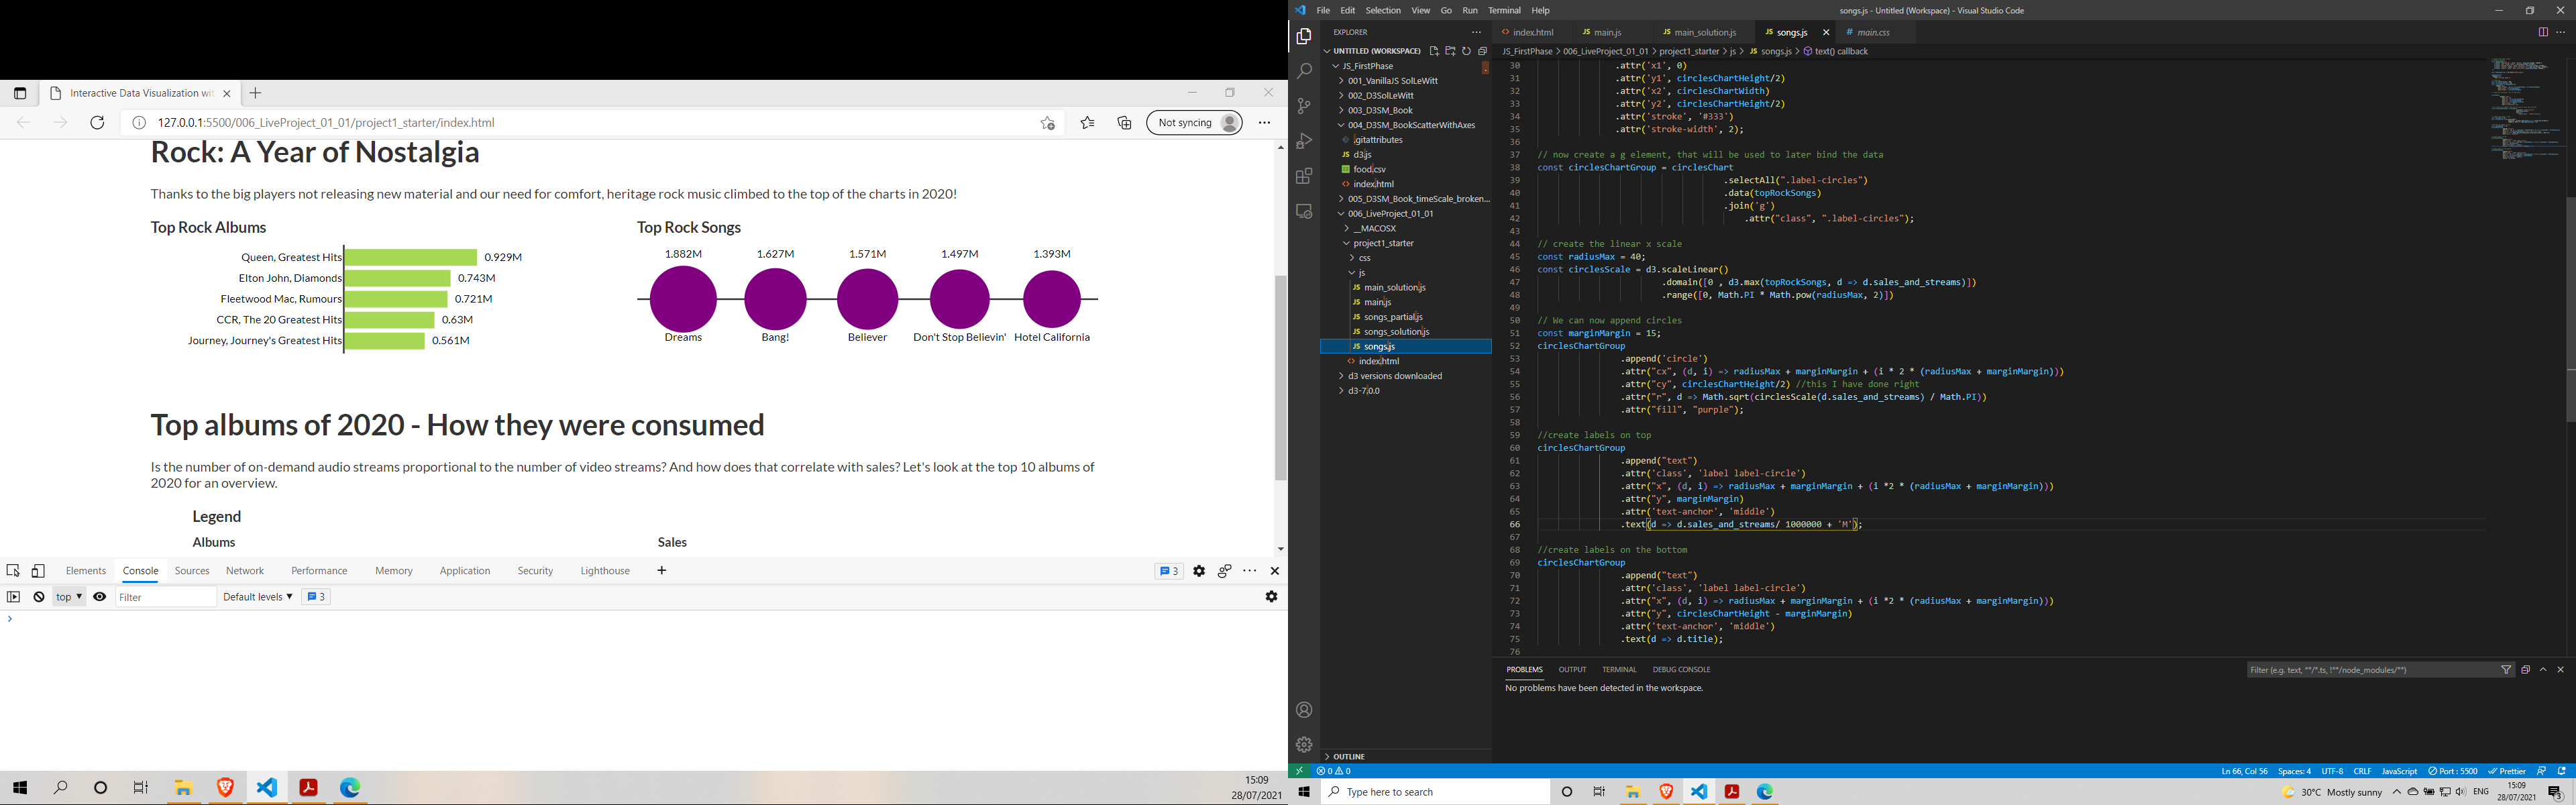 Interactive Data Visualization wit
127.0.0.1:5500/006_LiveProject_01_01/project1_starter/index.html
Not syncing
Rock: A Year of Nostalgia
Thanks to the big players not releasing new material and our need for comfort, heritage rock music climbed to the top of the charts in 2020!
Top Rock Albums
Queen, Greatest Hits 0.929M
Elton John, Diamonds 0.743M
Fleetwood Mac, Rumours 0.721M
CCR, The 20 Greatest Hits 0.63M
Journey, Journey's Greatest Hits 0.561M
Top Rock Songs
1.882M 1.627M 1.571M 1.497M 1.393M
Dreams Bang! Believer Don't Stop Believin' Hotel California
Top albums of 2020 - How they were consumed
Is the number of on-demand audio streams proportional to the number of video streams? And how does that correlate with sales? Let's look at the top 10 albums of
2020 for an overview.
Legend
Albums Sales
Elements Console Sources Network Performance Memory Application Security Lighthouse 3
top Filter Default levels 3
15:09
28/07/2021
File Edit Selection View Go Run Terminal Help
songs.js - Untitled (Workspace) - Visual Studio Code
EXPLORER
UNTITLED (WORKSPACE)
JS_FirstPhase
001_VanillaJS SolLeWitt
002_D3SolLeWitt
003_D3SM_Book
004_D3SM_BookScatterWithAxes
.gitattributes
JS d3.js
food.csv
index.html
005_D3SM_Book_timeScale_broken...
006_LiveProject_01_01
__MACOSX
project1_starter
css
js
JS main_solution.js
JS main.js
JS songs_partial.js
JS songs_solution.js
JS songs.js
index.html
d3 versions downloaded
d3-7.0.0
OUTLINE
index.html JS main.js JS main_solution.js JS songs.js # main.css
JS_FirstPhase > 006_LiveProject_01_01 > project1_starter > js > JS songs.js > text() callback
30 .attr('x1', 0)
31 .attr('y1', circlesChartHeight/2)
32 .attr('x2', circlesChartWidth)
33 .attr('y2', circlesChartHeight/2)
34 .attr('stroke', '#333')
35 .attr('stroke-width', 2);
36
37 // now create a g element, that will be used to later bind the data
38 const circlesChartGroup = circlesChart
39 .selectAll(".label-circles")
40 .data(topRockSongs)
41 .join('g')
42 .attr("class", ".label-circles");
43
44 // create the linear x scale
45 const radiusMax = 40;
46 const circlesScale = d3.scaleLinear()
47 .domain([0 , d3.max(topRockSongs, d => d.sales_and_streams)])
48 .range([0, Math.PI * Math.pow(radiusMax, 2)])
49
50 // We can now append circles
51 const marginMargin = 15;
52 circlesChartGroup
53 .append('circle')
54 .attr("cx", (d, i) => radiusMax + marginMargin + (i * 2 * (radiusMax + marginMargin)))
55 .attr("cy", circlesChartHeight/2) //this I have done right
56 .attr("r", d => Math.sqrt(circlesScale(d.sales_and_streams) / Math.PI))
57 .attr("fill", "purple");
58
59 //create labels on top
60 circlesChartGroup
61 .append("text")
62 .attr('class', 'label label-circle')
63 .attr("x", (d, i) => radiusMax + marginMargin + (i *2 * (radiusMax + marginMargin)))
64 .attr("y", marginMargin)
65 .attr('text-anchor', 'middle')
66 .text(d => d.sales_and_streams/ 1000000 + 'M');
67
68 //create labels on the bottom
69 circlesChartGroup
70 .append("text")
71 .attr('class', 'label label-circle')
72 .attr("x", (d, i) => radiusMax + marginMargin + (i *2 * (radiusMax + marginMargin)))
73 .attr("y", circlesChartHeight - marginMargin)
74 .attr('text-anchor', 'middle')
75 .text(d => d.title);
76
PROBLEMS OUTPUT TERMINAL DEBUG CONSOLE
Filter (e.g. text, **/*.ts, !**/node_modules/**)
No problems have been detected in the workspace.
0 0
Ln 66, Col 56 Spaces: 4 UTF-8 CRLF JavaScript Port : 5500 Prettier
Type here to search
30°C Mostly sunny ENG
15:09
28/07/2021
3